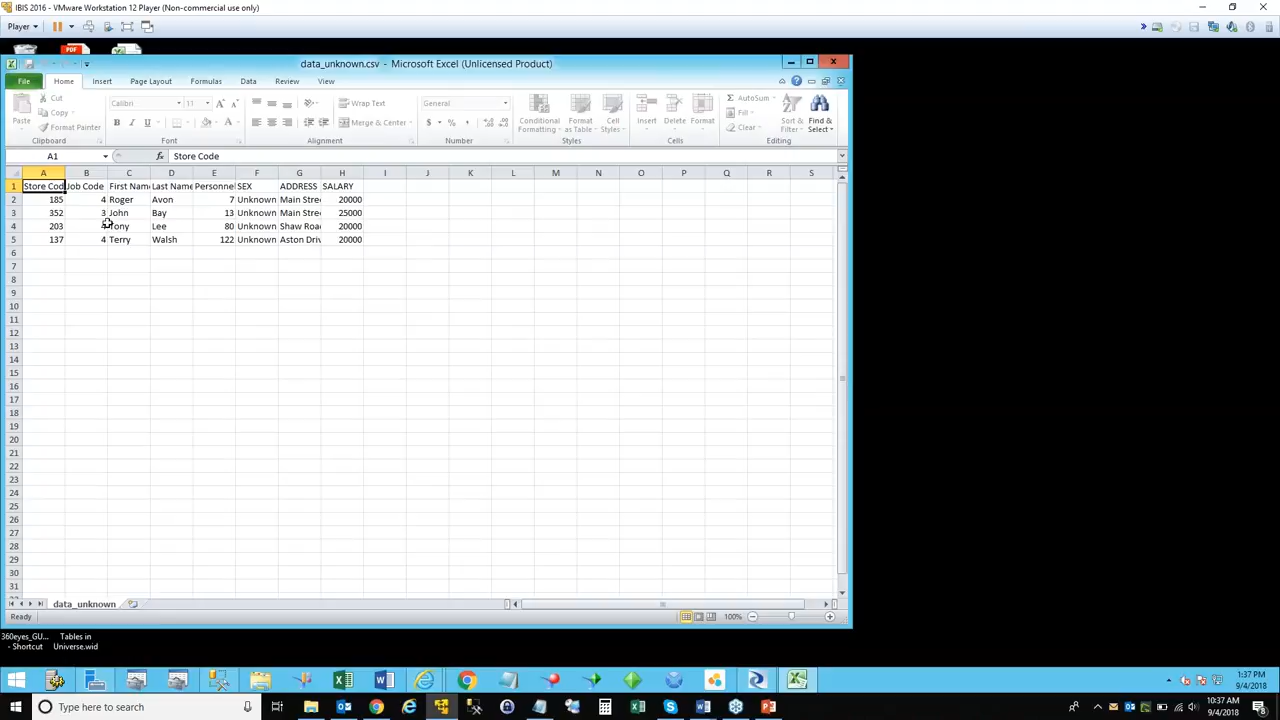 IBIS 2016 - VMware Workstation 12 Player (Non-commercial use only)
Player
data_unknown.csv - Microsoft Excel (Unlicensed Product)
File Home Insert Page Layout Formulas Data Review View
Paste Cut Copy Format Painter Clipboard
Calibri 11 B I U A Font
Wrap Text Merge & Center Alignment
General $ % , Number
Conditional Formatting Format as Table Cell Styles Styles
Insert Delete Format Cells
AutoSum Fill Clear Sort & Filter Find & Select Editing
A1 fx Store Code
A B C D E F G H I J K L M N O P Q R S
1 Store Cod Job Code First Nam Last Name Personne SEX ADDRESS SALARY
2 185 4 Roger Avon 7 Unknown Main Stree 20000
3 352 3 John Bay 13 Unknown Main Stree 25000
4 203 Tony Lee 80 Unknown Shaw Roa 20000
5 137 4 Terry Walsh 122 Unknown Aston Driv 20000
6
7
8
9
10
11
12
13
14
15
16
17
18
19
20
21
22
23
24
25
26
27
28
29
30
31
data_unknown
Ready 100%
360eyes_GU... Tables in
- Shortcut Universe.wid
1:37 PM
9/4/2018
Type here to search
10:37 AM
9/4/2018